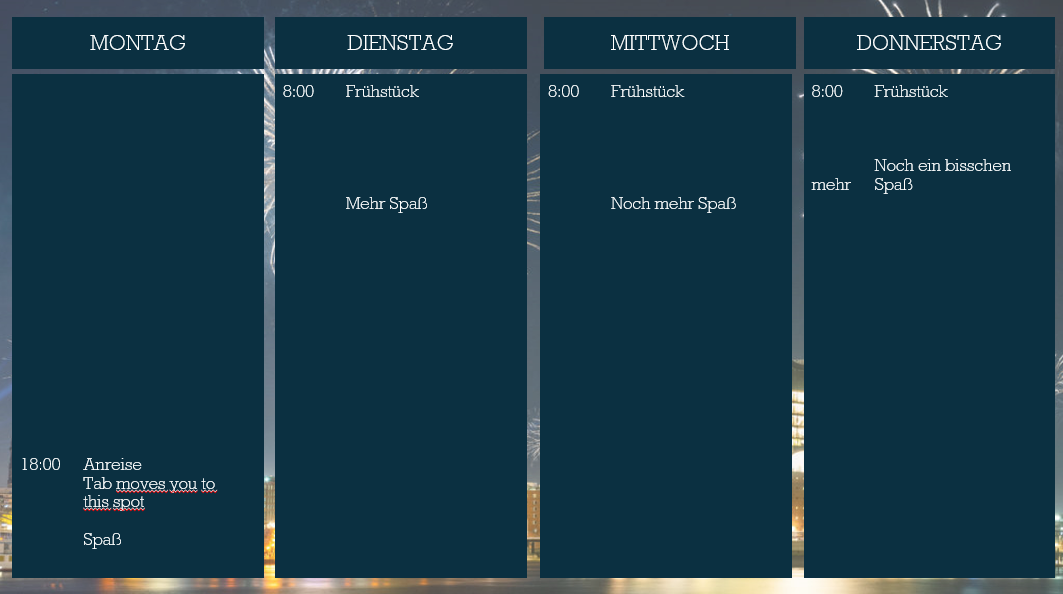 MONTAG
18:00 Anreise
Tab moves you to
this spot
Spaß
DIENSTAG
8:00 Frühstück
Mehr Spaß
MITTWOCH
8:00 Frühstück
Noch mehr Spaß
DONNERSTAG
8:00 Frühstück
Noch ein bisschen
mehr Spaß